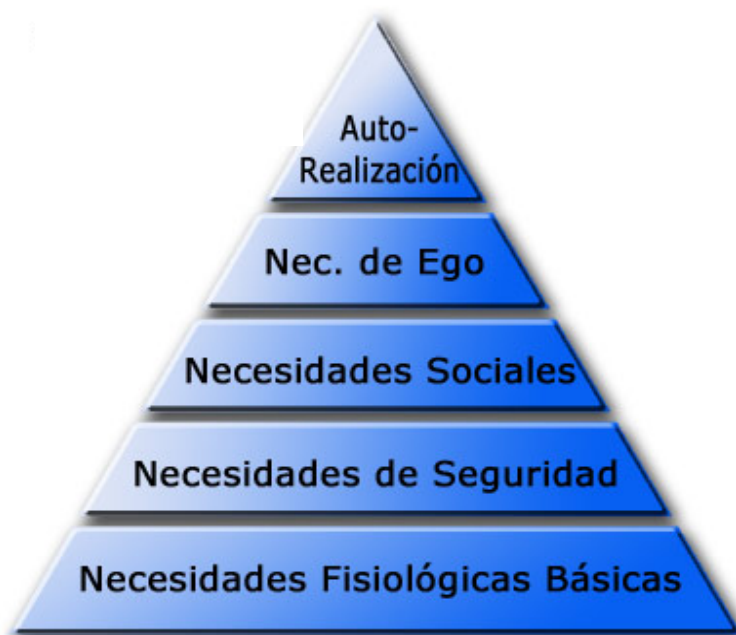 Auto-
Realización
Nec. de Ego
Necesidades Sociales
Necesidades de Seguridad
Necesidades Fisiológicas Básicas